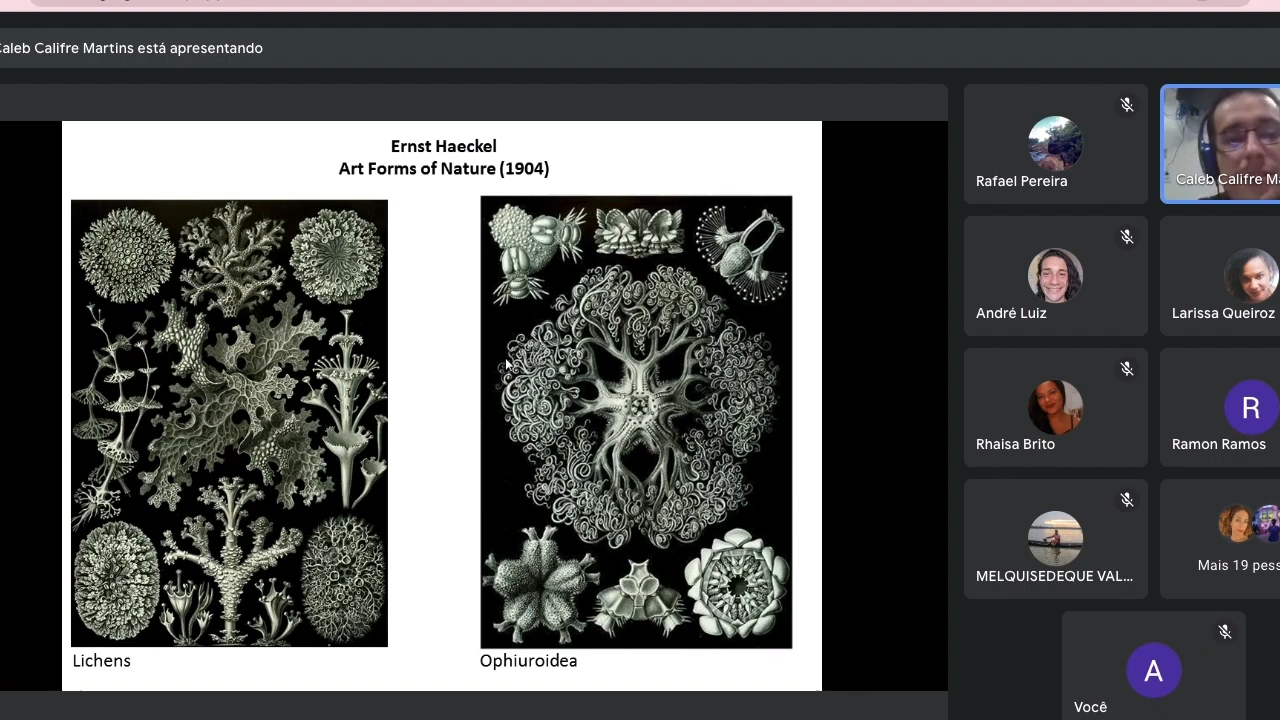 Caleb Califre Martins está apresentando
Ernst Haeckel
Art Forms of Nature (1904)
Lichens
Ophiuroidea
Rafael Pereira
Caleb Califre Ma
André Luiz
Larissa Queiroz
Rhaisa Brito
R
Ramon Ramos
MELQUISEDEQUE VAL...
Mais 19 pess
A
Você